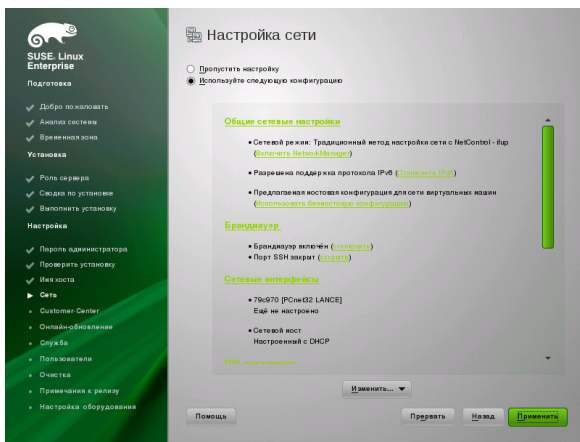 SUSE. Linux
Enterprise
Подготовка
Добро пожаловать
Анализ системы
Временная зона
Установка
Роль сервера
Сводка по установке
Выполнить установку
Настройка
Пароль администратора
Проверить установку
Имя хоста
Сеть
Customer-Center
Онлайн-обновление
Служба
Пользователи
Очистка
Примечания к релизу
Настройка оборудования
Настройка сети
Пропустить настройку
Используйте следующую конфигурацию
Общие сетевые настройки
Сетевой режим: Традиционный метод настройки сети с NetControl - ifup
(Включить NetworkManager)
Разрешена поддержка протокола IPv6 (Отключить IPv6)
Предлагаемая мостовая конфигурация для сети виртуальных машин
(Использовать безмостовую конфигурацию)
Брандмауэр
Брандмауэр включён (отключить)
Порт SSH закрыт (открыть)
Сетевые интерфейсы
79c970 [PCnet32 LANCE]
Ещё не настроено
Сетевой мост
Настроенный с DHCP
Изменить...
Помощь
Прервать
Назад
Применить